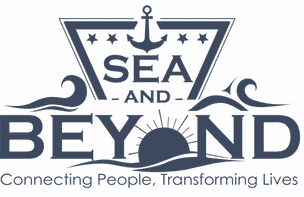 SEA
- AND -
BEYOND
Connecting People, Transforming Lives